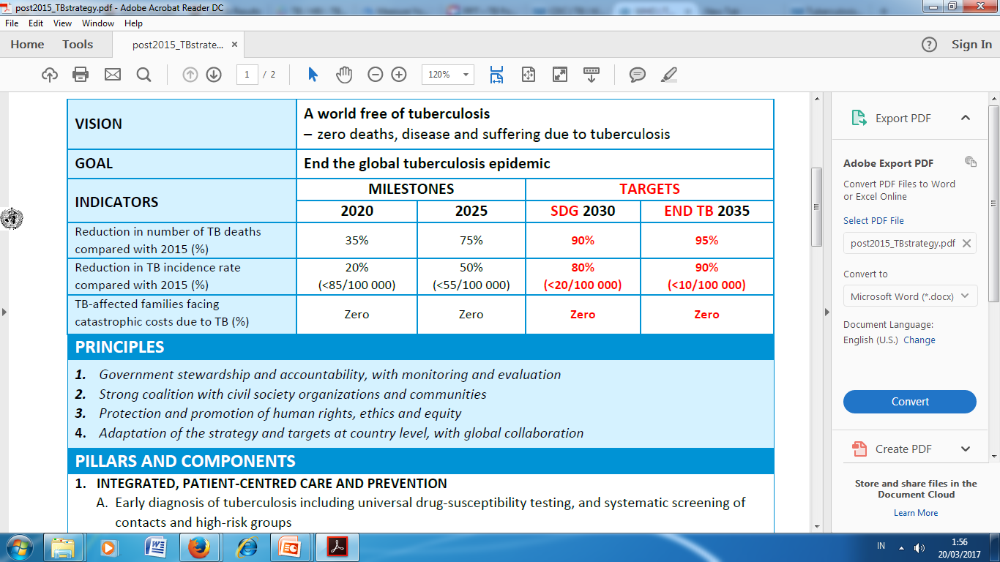 post2015_TBstrategy.pdf - Adobe Acrobat Reader DC
File Edit View Window Help
Home Tools post2015_TBstrate... × ? Sign In
1 / 2 120%
VISION
A world free of tuberculosis
– zero deaths, disease and suffering due to tuberculosis
GOAL
End the global tuberculosis epidemic
INDICATORS
MILESTONES TARGETS
2020 2025 SDG 2030 END TB 2035
Reduction in number of TB deaths
compared with 2015 (%)
35% 75% 90% 95%
Reduction in TB incidence rate
compared with 2015 (%)
20% 50% 80% 90%
(<85/100 000) (<55/100 000) (<20/100 000) (<10/100 000)
TB-affected families facing
catastrophic costs due to TB (%)
Zero Zero Zero Zero
PRINCIPLES
1. Government stewardship and accountability, with monitoring and evaluation
2. Strong coalition with civil society organizations and communities
3. Protection and promotion of human rights, ethics and equity
4. Adaptation of the strategy and targets at country level, with global collaboration
PILLARS AND COMPONENTS
1. INTEGRATED, PATIENT-CENTRED CARE AND PREVENTION
A. Early diagnosis of tuberculosis including universal drug-susceptibility testing, and systematic screening of
contacts and high-risk groups
Export PDF
Adobe Export PDF
Convert PDF Files to Word
or Excel Online
Select PDF File
post2015_TBstrategy.pdf ×
Convert to
Microsoft Word (*.docx)
Document Language:
English (U.S.) Change
Convert
Create PDF
Store and share files in the
Document Cloud
Learn More
IN
1:56
20/03/2017